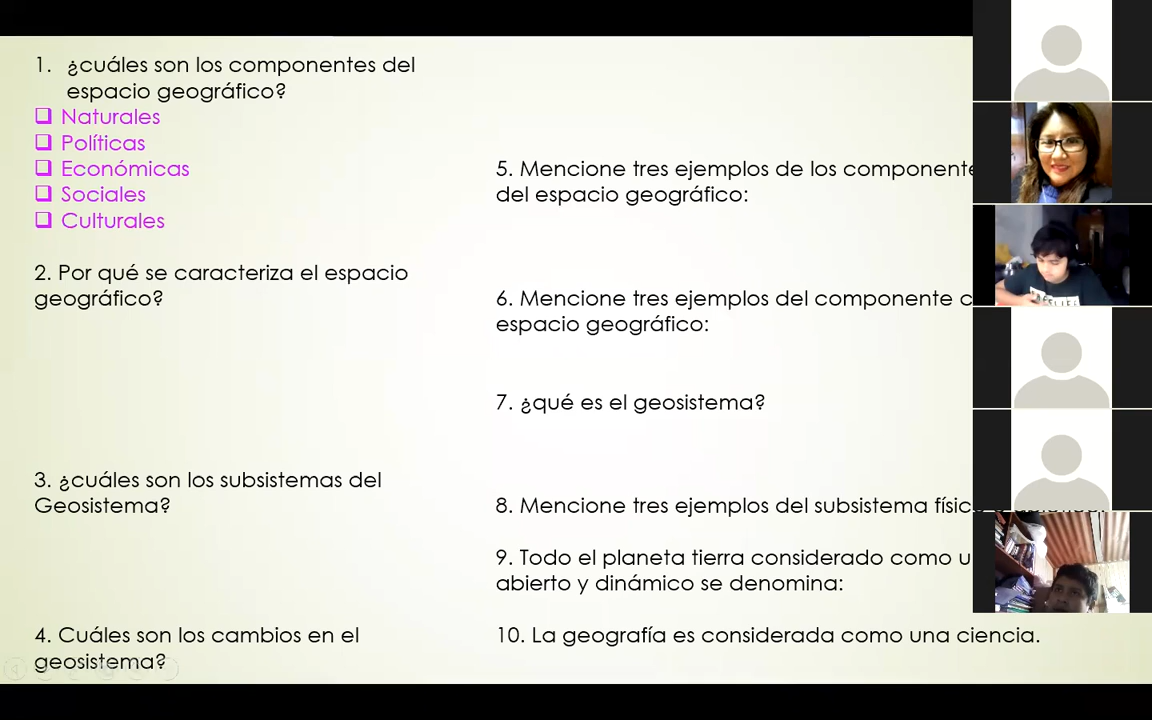 1. ¿cuáles son los componentes del
espacio geográfico?
❑ Naturales
❑ Políticas
❑ Económicas
❑ Sociales
❑ Culturales
2. Por qué se caracteriza el espacio
geográfico?
3. ¿cuáles son los subsistemas del
Geosistema?
4. Cuáles son los cambios en el
geosistema?
5. Mencione tres ejemplos de los
del espacio geográfico:
6. Mencione tres ejemplos del componente
espacio geográfico:
7. ¿qué es el geosistema?
8. Mencione tres ejemplos del subsistema
9. Todo el planeta tierra considerado como
abierto y dinámico se denomina:
10. La geografía es considerada como una ciencia.